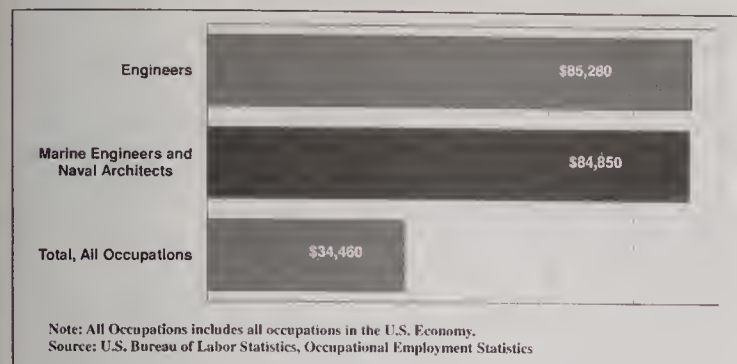 Engineers
$85,280
Marine Engineers and
Naval Architects
$84,850
Total, All Occupations
$34,460
Note: All Occupations includes all occupations in the U.S. Economy.
Source: U.S. Bureau of Labor Statistics, Occupational Employment Statistics